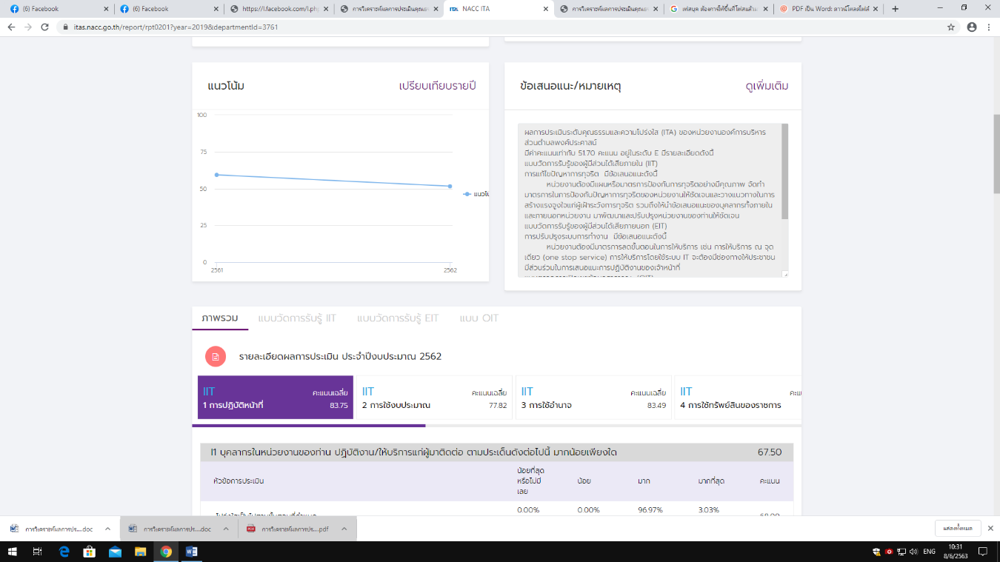 (6) Facebook
(6) Facebook
https://l.facebook.com/l.php
การวิเคราะห์ผลการประเมินคุณธ
NACC ITA
การวิเคราะห์ผลการประเมินคุณธ
เฟสบุค ต้องการให้ขึ้นที่โพสแล้ว
PDF เป็น Word: ดาวน์โหลดไฟล์
itas.nacc.go.th/report/rpt0201?year=2019&departmentId=3761
แนวโน้ม เปรียบเทียบรายปี
100
75
50
25
0
2561 2562
แนวโน
ข้อเสนอแนะ/หมายเหตุ ดูเพิ่มเติม
ผลการประเมินระดับคุณธรรมและความโปร่งใส (ITA) ของหน่วยงานองค์การบริหาร
ส่วนตำบลพงศ์ประศาสน์
มีค่าคะแนนเท่ากับ 51.70 คะแนน อยู่ในระดับ E มีรายละเอียดดังนี้
แบบวัดการรับรู้ของผู้มีส่วนได้เสียภายใน (IIT)
การแก้ไขปัญหาการทุจริต มีข้อเสนอแนะดังนี้
หน่วยงานต้องมีแผนหรือมาตรการป้องกันการทุจริตอย่างมีคุณภาพ จัดทำ
มาตรการในการป้องกันปัญหาการทุจริตของหน่วยงานให้ชัดเจนและวางแนวทางในการ
สร้างแรงจูงใจแก่ผู้เฝ้าระวังการทุจริต รวมถึงให้นำข้อเสนอแนะของบุคลากรทั้งภายใน
และภายนอกหน่วยงาน มาพัฒนาและปรับปรุงหน่วยงานของท่านให้ชัดเจน
แบบวัดการรับรู้ของผู้มีส่วนได้เสียภายนอก (EIT)
การปรับปรุงระบบการทำงาน มีข้อเสนอแนะดังนี้
หน่วยงานต้องมีมาตรการลดขั้นตอนในการให้บริการ เช่น การให้บริการ ณ จุด
เดียว (one stop service) การให้บริการโดยใช้ระบบ IT จะต้องมีช่องทางให้ประชาชน
มีส่วนร่วมในการเสนอแนะการปฏิบัติงานของเจ้าหน้าที่
ภาพรวม แบบวัดการรับรู้ IIT แบบวัดการรับรู้ EIT แบบ OIT
รายละเอียดผลการประเมิน ประจำปีงบประมาณ 2562
IIT คะแนนเฉลี่ย
1 การปฏิบัติหน้าที่ 83.75
IIT คะแนนเฉลี่ย
2 การใช้งบประมาณ 77.82
IIT คะแนนเฉลี่ย
3 การใช้อำนาจ 83.49
IIT คะแน
4 การใช้ทรัพย์สินของราชการ
I1 บุคลากรในหน่วยงานของท่าน ปฏิบัติงาน/ให้บริการแก่ผู้มาติดต่อ ตามประเด็นดังต่อไปนี้ มากน้อยเพียงใด 67.50
หัวข้อการประเมิน
น้อยที่สุด
หรือไม่มี
เลย
น้อย มาก มากที่สุด คะแนน
0.00% 0.00% 96.97% 3.03%
การวิเคราะห์ผลการปร....doc
การวิเคราะห์ผลการปร....doc
การวิเคราะห์ผลการปร....pdf
แสดงทั้งหมด
ENG
10:31
8/6/2563